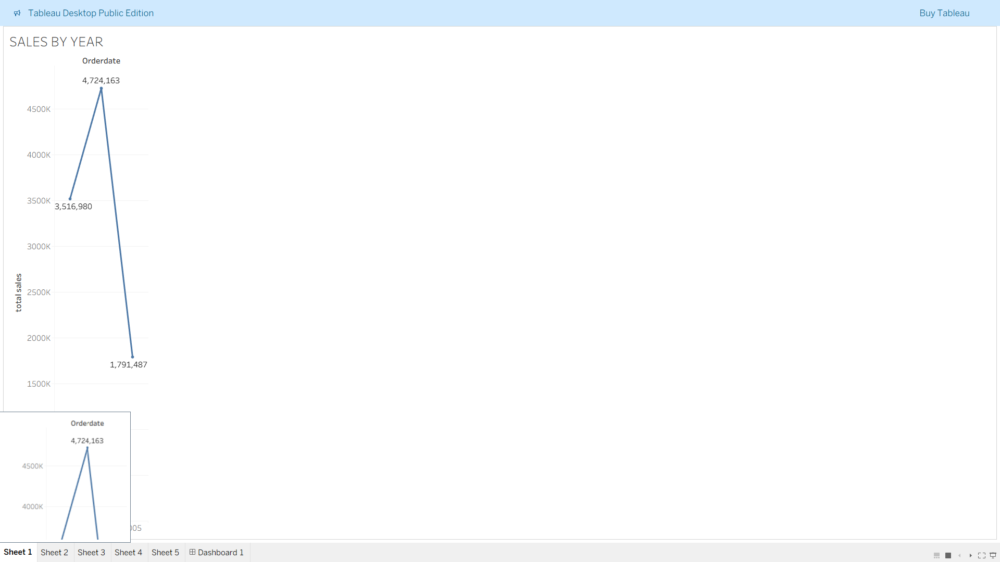 Tableau Desktop Public Edition
Buy Tableau
SALES BY YEAR
Orderdate
4,724,163
4500K
4000K
3500K
3,516,980
3000K
total sales
2500K
2000K
1,791,487
1500K
Orderdate
4,724,163
4500K
4000K
005
Sheet 1 Sheet 2 Sheet 3 Sheet 4 Sheet 5 Dashboard 1